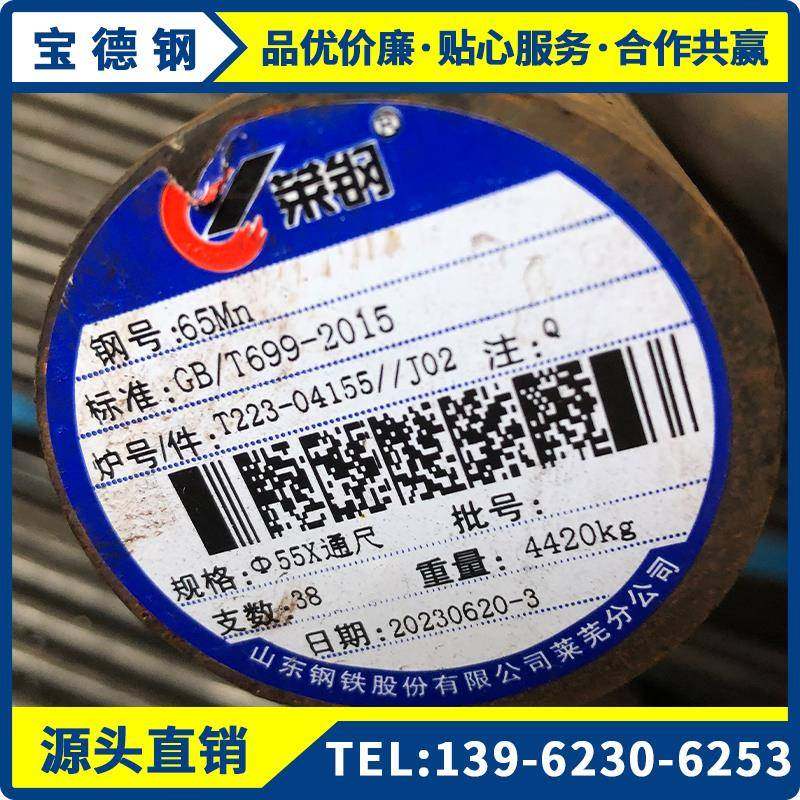 宝德钢
品优价廉·贴心服务·合作共赢
莱钢®
钢号:65Mn
标准:GB/T699-2015
炉号/件:T223-04155//J02 注:Q
规格:Φ55X通尺 批号:
支数:38 重量: 4420kg
日期:20230620-3
山东钢铁股份有限公司莱芜分公司
源头直销
TEL:139-6230-6253